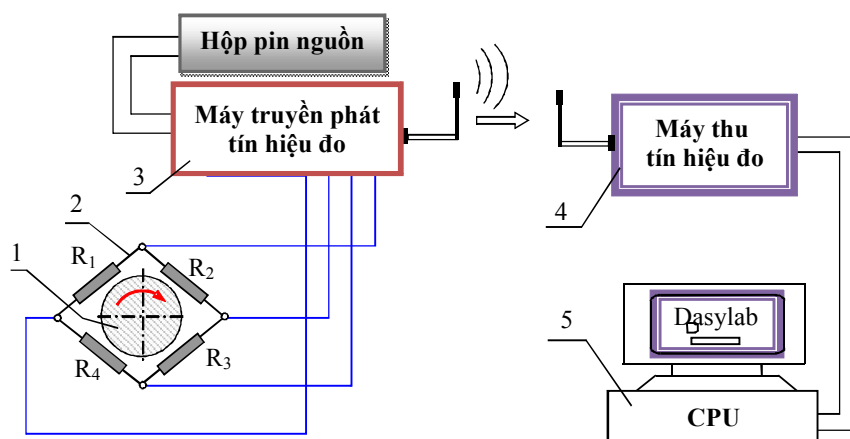 Hộp pin nguồn
Máy truyền phát
tín hiệu đo
Máy thu
tín hiệu đo
3
4
2
1
R1
R2
R3
R4
Dasylab
5
CPU